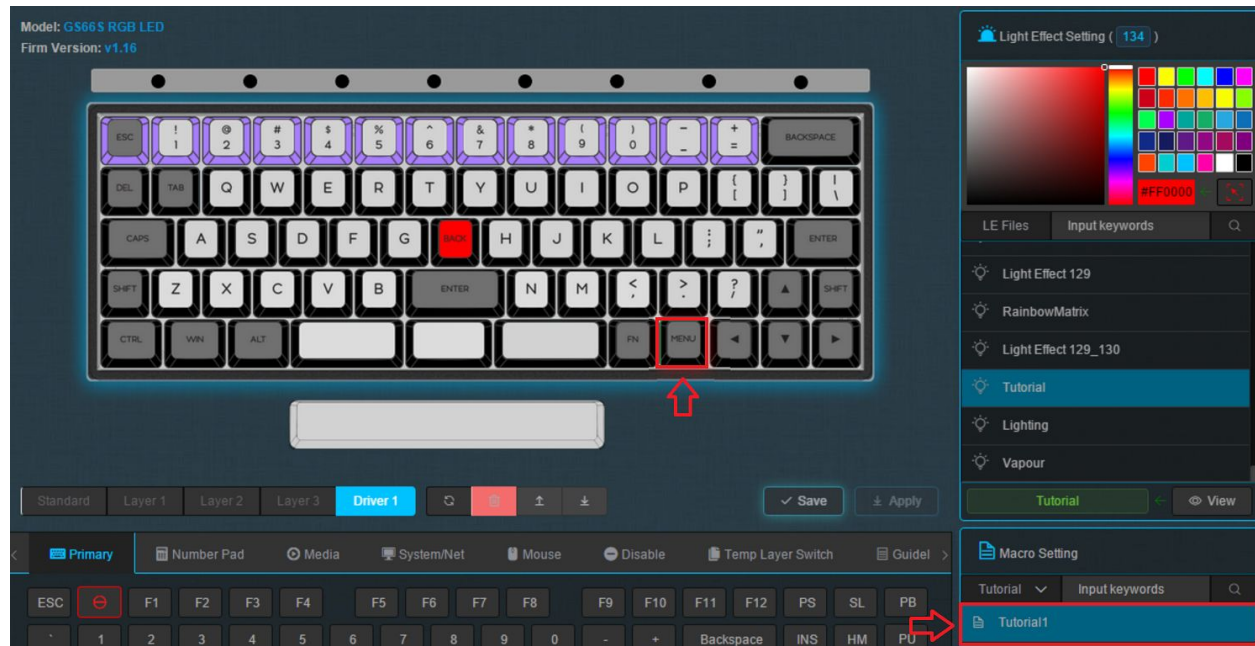 Model: GS66S RGB LED
Firm Version: v1.16
ESC ! 1 @ 2 # 3 $ 4 % 5 ^ 6 & 7 * 8 ( 9 ) 0 - _ + = BACKSPACE
DEL TAB Q W E R T Y U I O P { [ } ] | \
CAPS A S D F G BACK H J K L : ; " , ENTER
SHIFT Z X C V B ENTER N M < , > . ? / ▲ SHIFT
CTRL WIN ALT FN MENU ◄ ▼ ►
Standard Layer 1 Layer 2 Layer 3 Driver 1 Save Apply
Primary Number Pad Media System/Net Mouse Disable Temp Layer Switch Guidel
ESC F1 F2 F3 F4 F5 F6 F7 F8 F9 F10 F11 F12 PS SL PB
` 1 2 3 4 5 6 7 8 9 0 - + Backspace INS HM PU
Light Effect Setting ( 134 )
#FF0000
LE Files Input keywords
Light Effect 129
RainbowMatrix
Light Effect 129_130
Tutorial
Lighting
Vapour
Tutorial View
Macro Setting
Tutorial Input keywords
Tutorial1